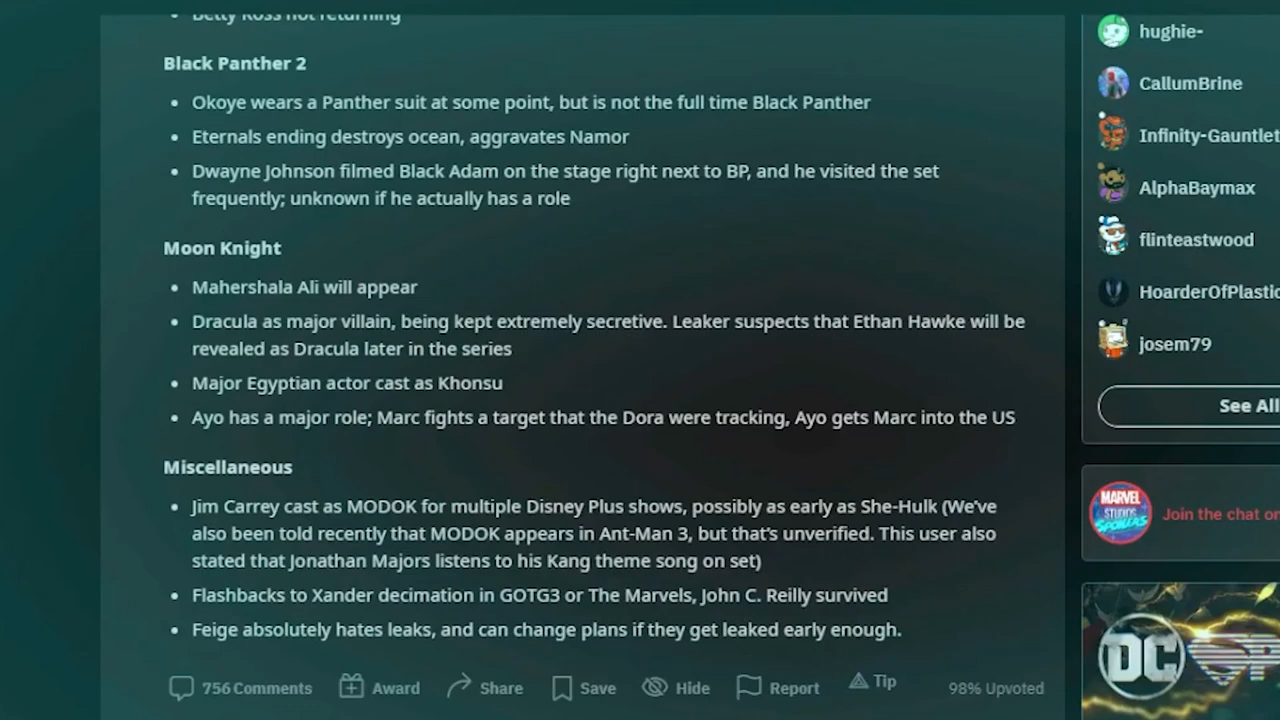 Betty Ross not returning
Black Panther 2
• Okoye wears a Panther suit at some point, but is not the full time Black Panther
• Eternals ending destroys ocean, aggravates Namor
• Dwayne Johnson filmed Black Adam on the stage right next to BP, and he visited the set
frequently; unknown if he actually has a role
Moon Knight
• Mahershala Ali will appear
• Dracula as major villain, being kept extremely secretive. Leaker suspects that Ethan Hawke will be
revealed as Dracula later in the series
• Major Egyptian actor cast as Khonsu
• Ayo has a major role; Marc fights a target that the Dora were tracking, Ayo gets Marc into the US
Miscellaneous
• Jim Carrey cast as MODOK for multiple Disney Plus shows, possibly as early as She-Hulk (We've
also been told recently that MODOK appears in Ant-Man 3, but that's unverified. This user also
stated that Jonathan Majors listens to his Kang theme song on set)
• Flashbacks to Xander decimation in GOTG3 or The Marvels, John C. Reilly survived
• Feige absolutely hates leaks, and can change plans if they get leaked early enough.
756 Comments Award Share Save Hide Report Tip 98% Upvoted
hughie-
CallumBrine
Infinity-Gauntlet
AlphaBaymax
flinteastwood
HoarderOfPlastic
josem79
See All
MARVEL
STUDIOS
SPOILERS
Join the chat on
DC SP